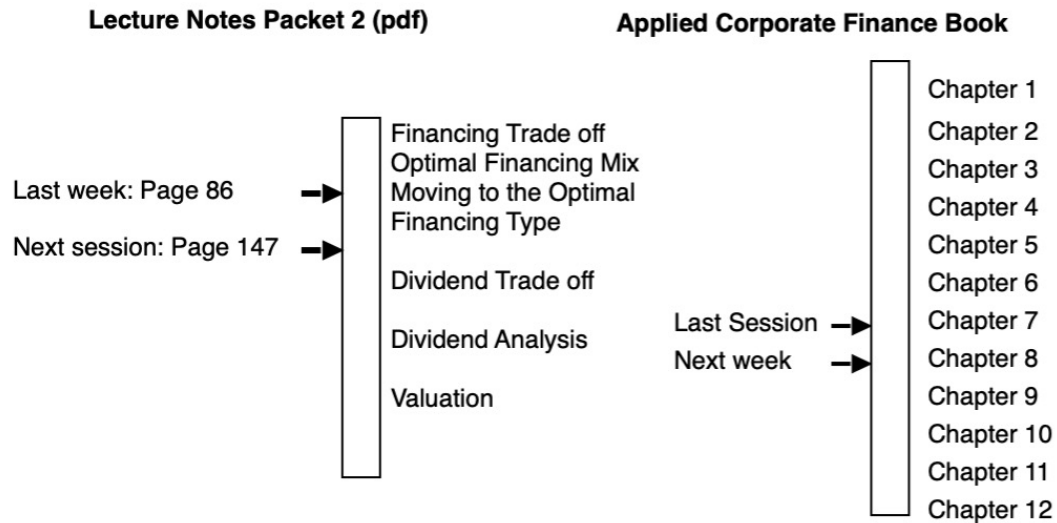 Lecture Notes Packet 2 (pdf)
Applied Corporate Finance Book
Financing Trade off
Optimal Financing Mix
Last week: Page 86
Moving to the Optimal
Financing Type
Next session: Page 147
Dividend Trade off
Dividend Analysis
Valuation
Chapter 1
Chapter 2
Chapter 3
Chapter 4
Chapter 5
Chapter 6
Last Session
Chapter 7
Next week
Chapter 8
Chapter 9
Chapter 10
Chapter 11
Chapter 12